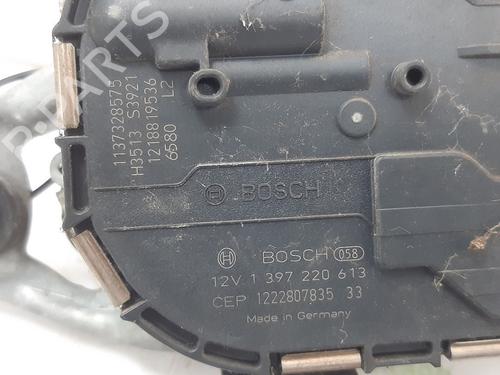 1137328575
H3513 S3921
1218819536
6580 L2
BOSCH
BOSCH 058
12V 1 397 220 613
CEP 1222807835 33
Made in Germany
B-PARTS